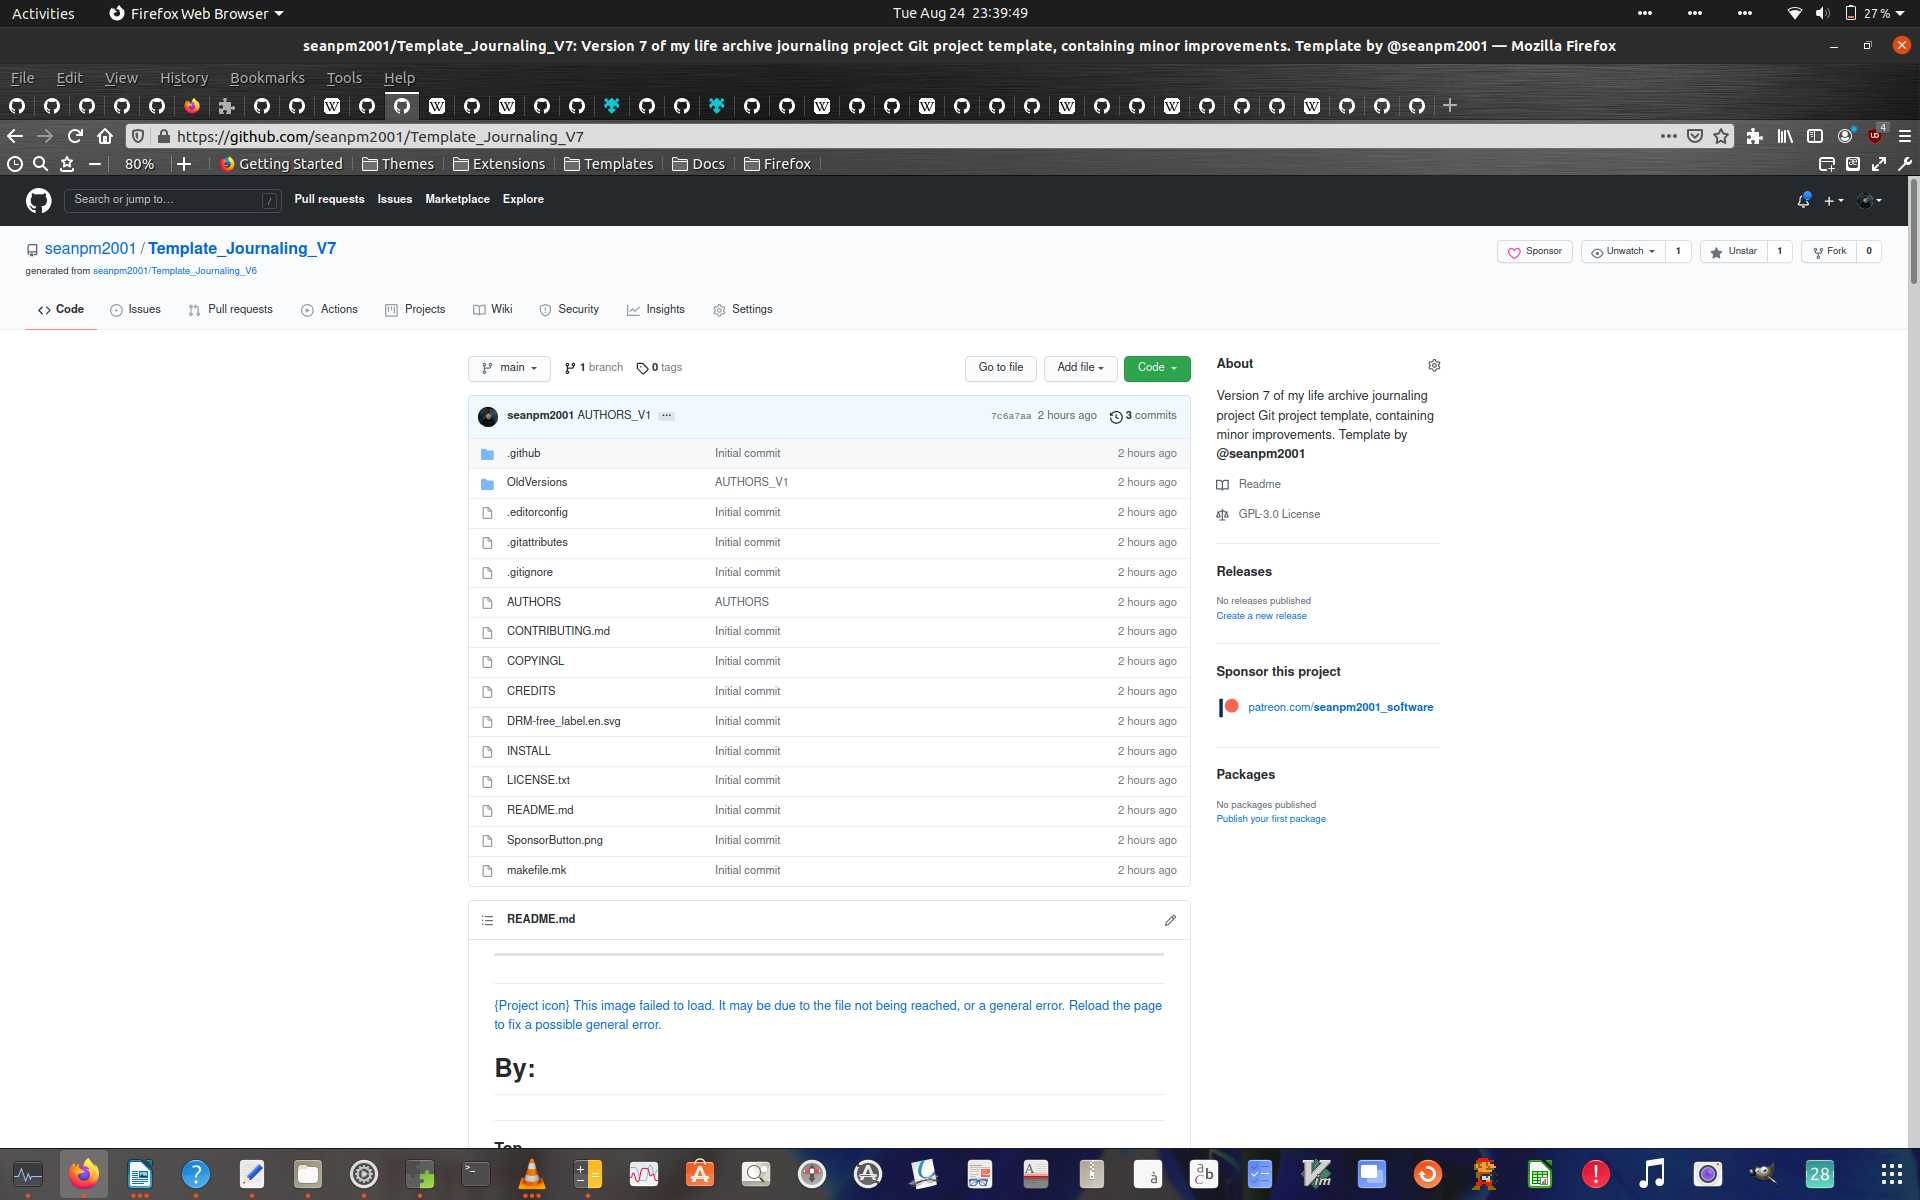 Activities Firefox Web Browser Tue Aug 24 23:39:49 27 %
seanpm2001/Template_Journaling_V7: Version 7 of my life archive journaling project Git project template, containing minor improvements. Template by @seanpm2001 — Mozilla Firefox
File Edit View History Bookmarks Tools Help
https://github.com/seanpm2001/Template_Journaling_V7 4
80% Getting Started Themes Extensions Templates Docs Firefox
Search or jump to… / Pull requests Issues Marketplace Explore
seanpm2001 / Template_Journaling_V7 Sponsor Unwatch 1 Unstar 1 Fork 0
generated from seanpm2001/Template_Journaling_V6
Code Issues Pull requests Actions Projects Wiki Security Insights Settings
main 1 branch 0 tags Go to file Add file Code
seanpm2001 AUTHORS_V1 ··· 7c6a7aa 2 hours ago 3 commits
.github Initial commit 2 hours ago
OldVersions AUTHORS_V1 2 hours ago
.editorconfig Initial commit 2 hours ago
.gitattributes Initial commit 2 hours ago
.gitignore Initial commit 2 hours ago
AUTHORS AUTHORS 2 hours ago
CONTRIBUTING.md Initial commit 2 hours ago
COPYINGL Initial commit 2 hours ago
CREDITS Initial commit 2 hours ago
DRM-free_label.en.svg Initial commit 2 hours ago
INSTALL Initial commit 2 hours ago
LICENSE.txt Initial commit 2 hours ago
README.md Initial commit 2 hours ago
SponsorButton.png Initial commit 2 hours ago
makefile.mk Initial commit 2 hours ago
README.md
{Project icon} This image failed to load. It may be due to the file not being reached, or a general error. Reload the page
to fix a possible general error.
By:
Top
About
Version 7 of my life archive journaling
project Git project template, containing
minor improvements. Template by
@seanpm2001
Readme
GPL-3.0 License
Releases
No releases published
Create a new release
Sponsor this project
patreon.com/seanpm2001_software
Packages
No packages published
Publish your first package
28